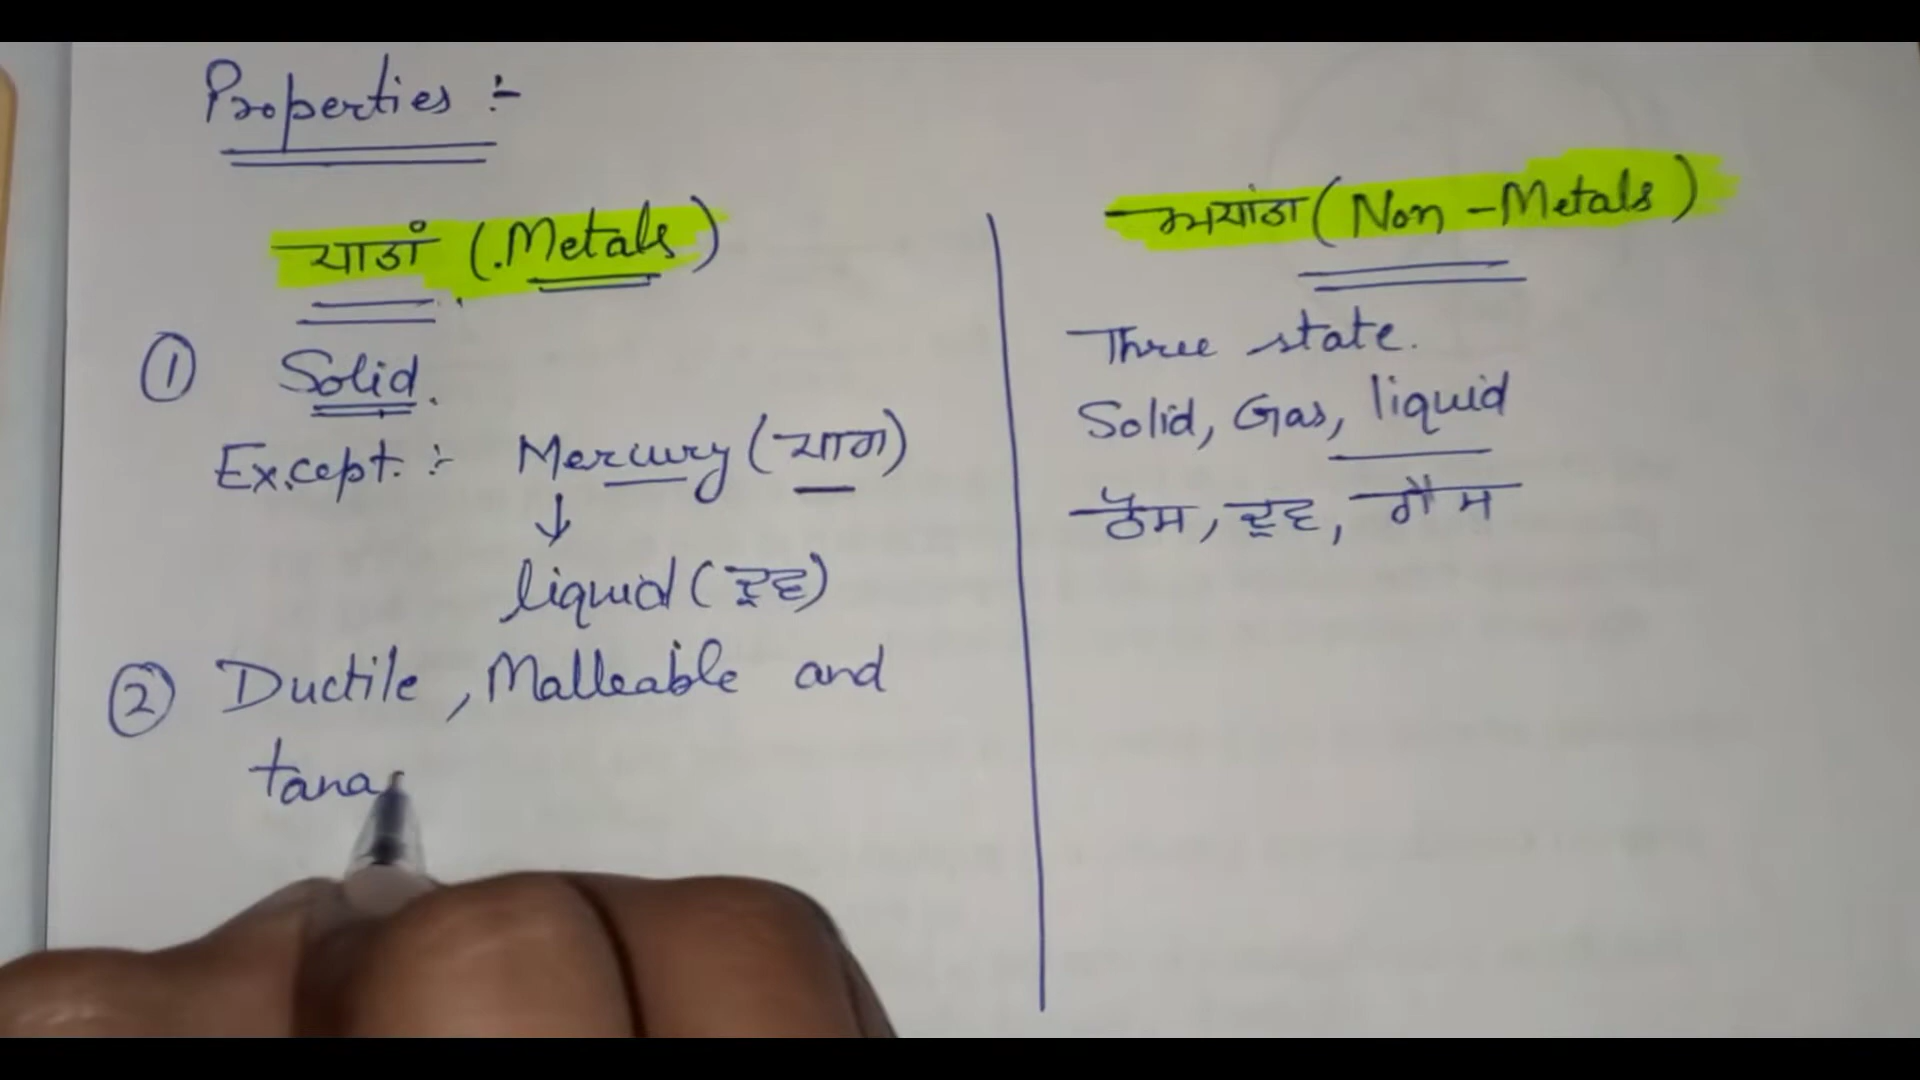 Properties :-
ਧਾਤਾਂ (Metals)
① Solid.
Except :- Mercury (ਪਾਰਾ)
↓
liquid (ਦ੍ਰਵ)
② Ductile, Malleable and
tana
ਅਧਾਤਾਂ (Non-Metals)
Three state.
Solid, Gas, liquid
ਠੋਸ, ਦ੍ਰਵ, ਗੈਸ